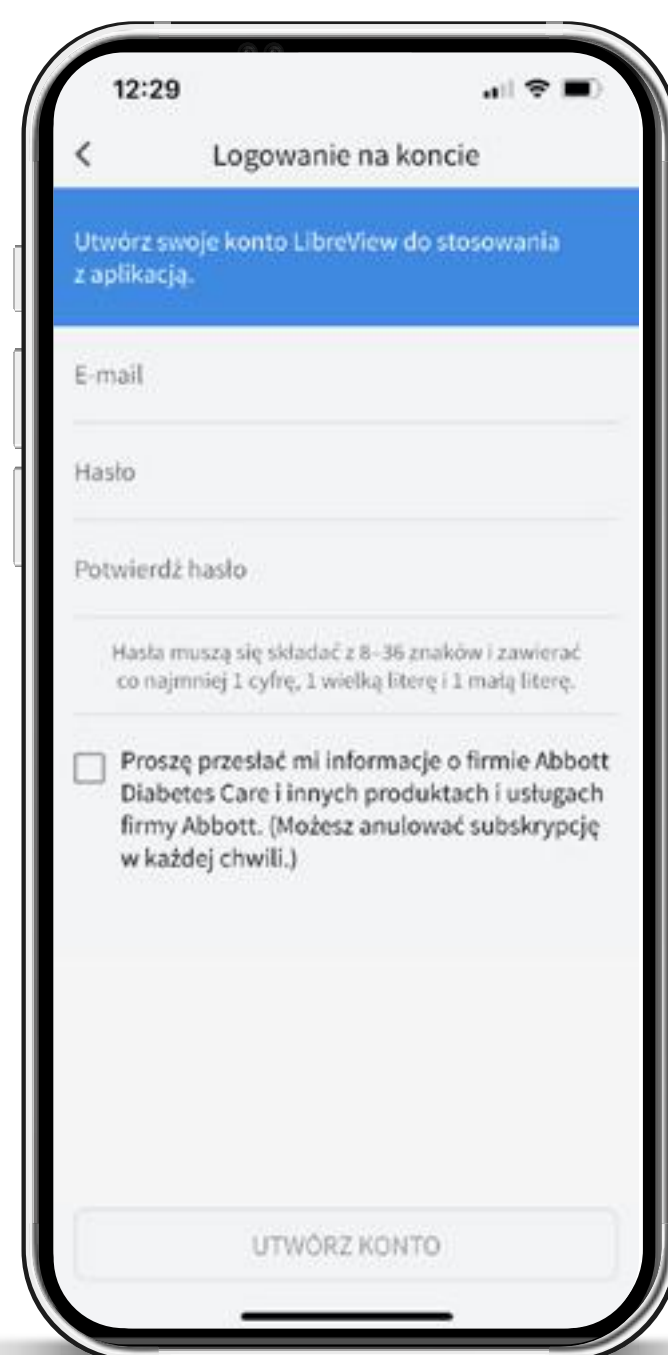 12:29
Logowanie na koncie
Utwórz swoje konto LibreView do stosowania
z aplikacją.
E-mail
Hasło
Potwierdź hasło
Hasła muszą się składać z 8–36 znaków i zawierać
co najmniej 1 cyfrę, 1 wielką literę i 1 małą literę.
Proszę przesłać mi informacje o firmie Abbott
Diabetes Care i innych produktach i usługach
firmy Abbott. (Możesz anulować subskrypcję
w każdej chwili.)
UTWÓRZ KONTO